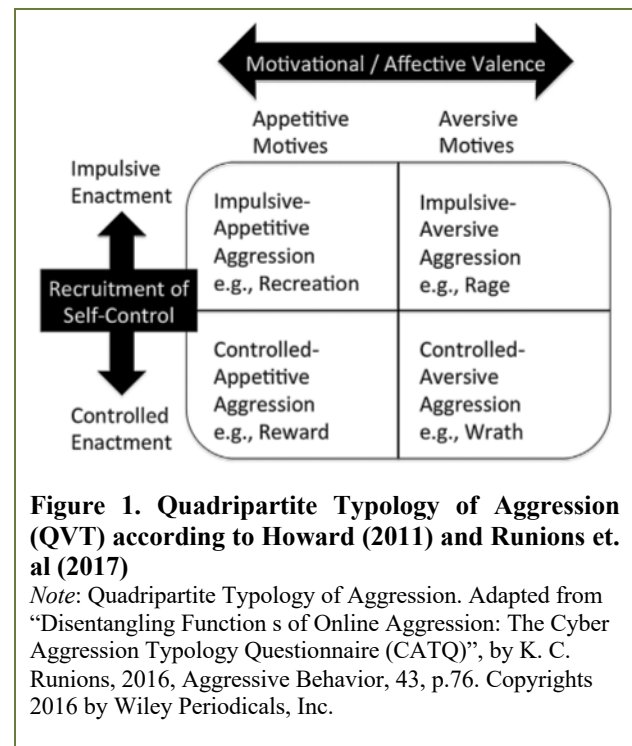 Motivational / Affective Valence
Appetitive
Motives
Aversive
Motives
Impulsive
Enactment
Impulsive-
Appetitive
Aggression
e.g., Recreation
Impulsive-
Aversive
Aggression
e.g., Rage
Recruitment of
Self-Control
Controlled
Enactment
Controlled-
Appetitive
Aggression
e.g., Reward
Controlled-
Aversive
Aggression
e.g., Wrath
Figure 1. Quadripartite Typology of Aggression
(QVT) according to Howard (2011) and Runions et.
al (2017)
Note: Quadripartite Typology of Aggression. Adapted from
“Disentangling Function s of Online Aggression: The Cyber
Aggression Typology Questionnaire (CATQ)”, by K. C.
Runions, 2016, Aggressive Behavior, 43, p.76. Copyrights
2016 by Wiley Periodicals, Inc.